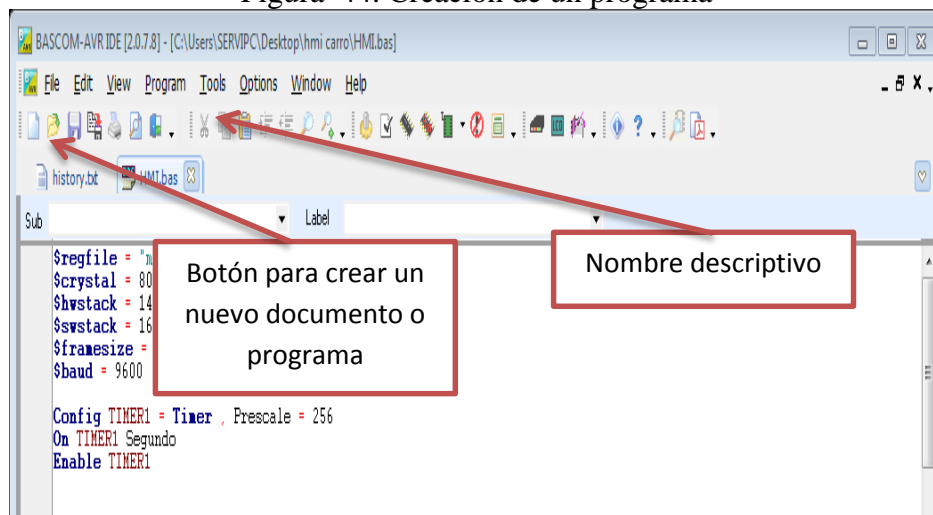 Figura 44. Creación de un programa
BASCOM-AVR IDE [2.0.7.8] - [C:\Users\SERVIPC\Desktop\hmi carro\HMI.bas]
File Edit View Program Tools Options Window Help
history.txt HMI.bas
Sub Label
$regfile = "m
$crystal = 80
$hwstack = 14
$swstack = 16
$framesize =
$baud = 9600
Botón para crear un
nuevo documento o
programa
Nombre descriptivo
Config TIMER1 = Timer , Prescale = 256
On TIMER1 Segundo
Enable TIMER1